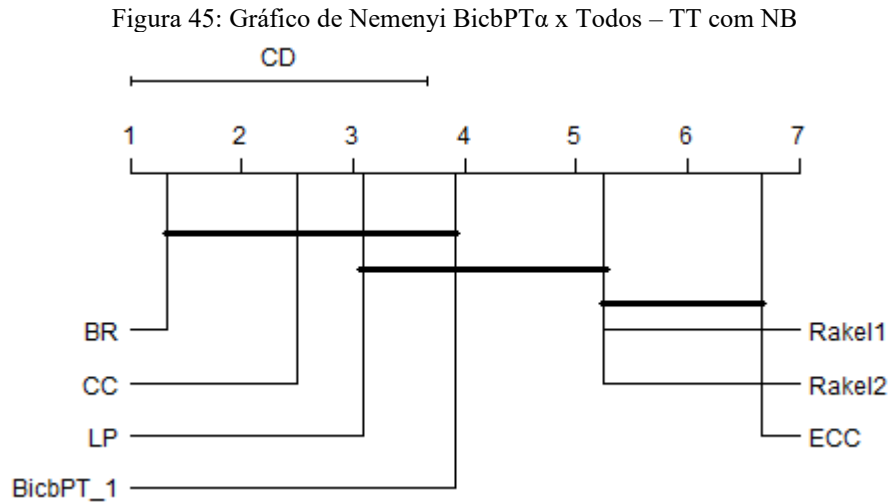 Figura 45: Gráfico de Nemenyi BicbPTα x Todos – TT com NB
CD
1 2 3 4 5 6 7
BR Rakel1
CC Rakel2
LP ECC
BicbPT_1